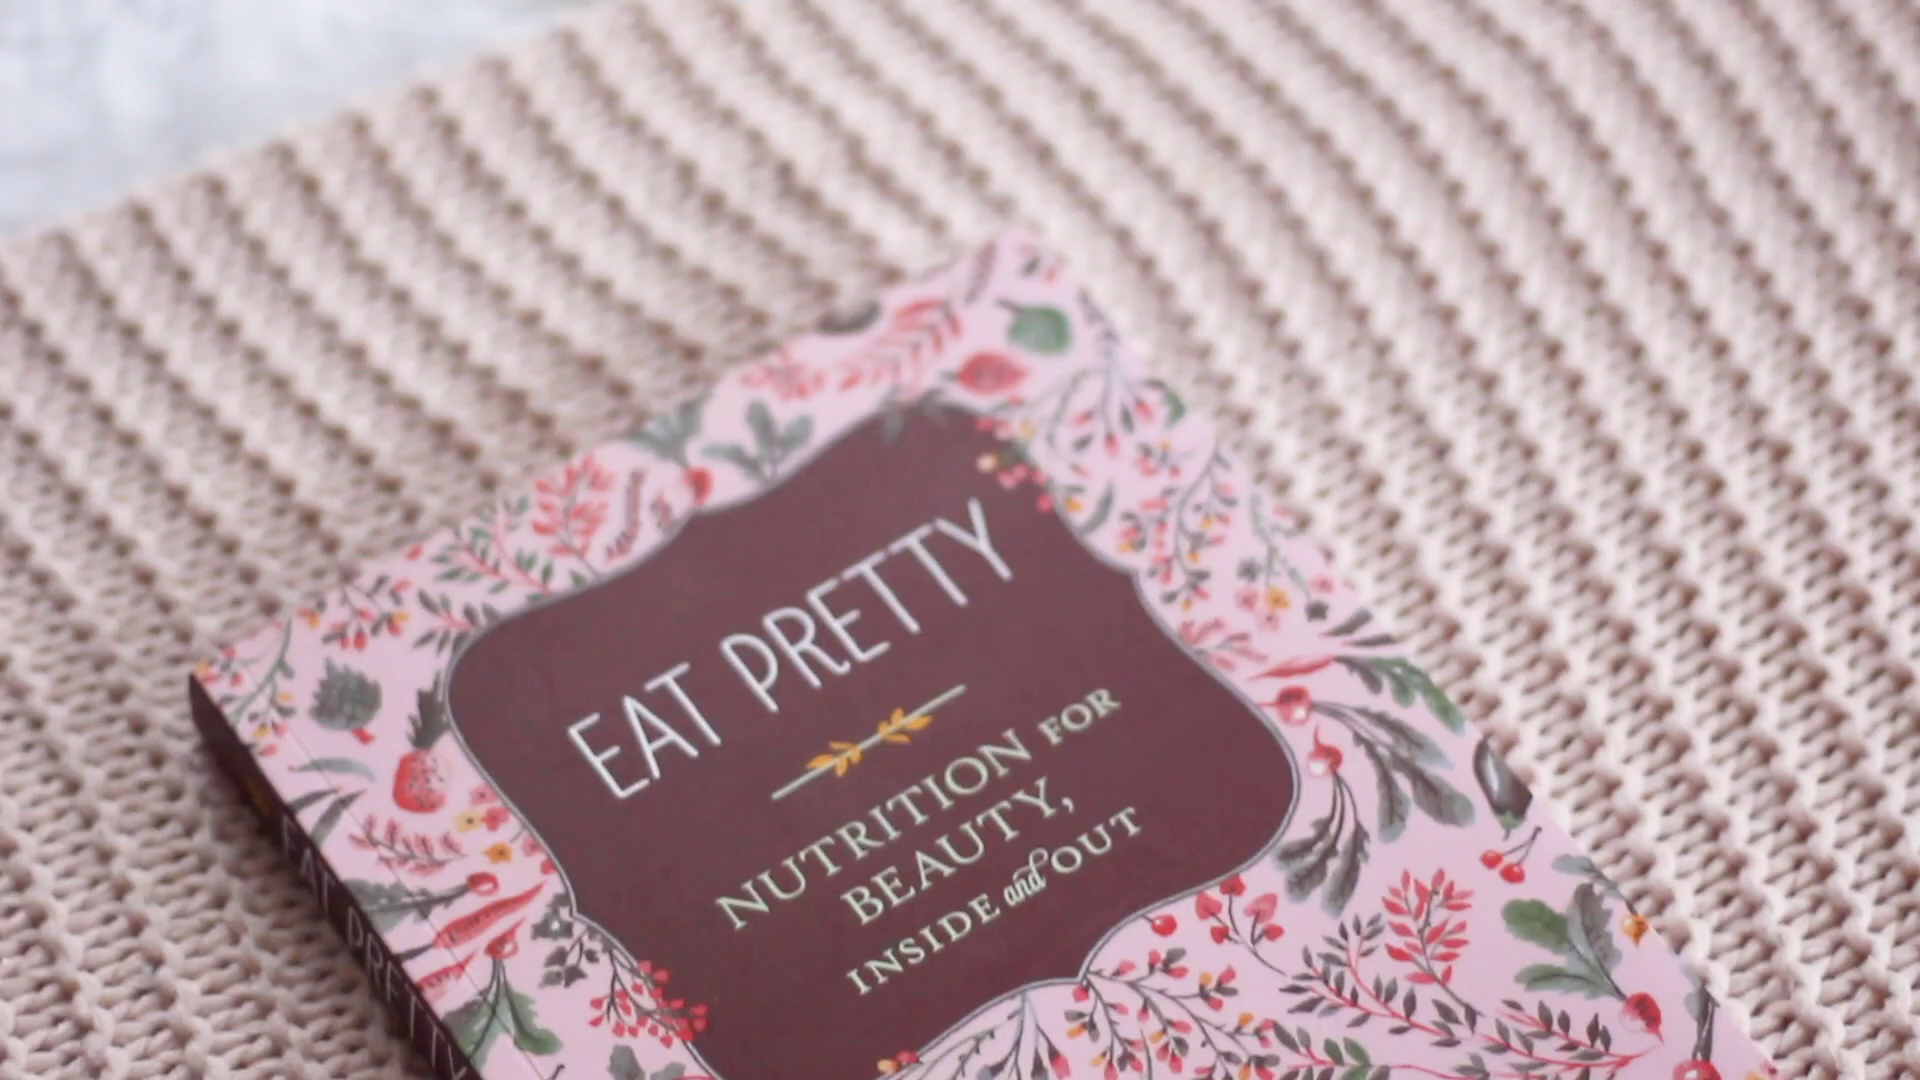 EAT PRETTY
NUTRITION FOR
BEAUTY,
INSIDE and OUT
EAT PRETTY